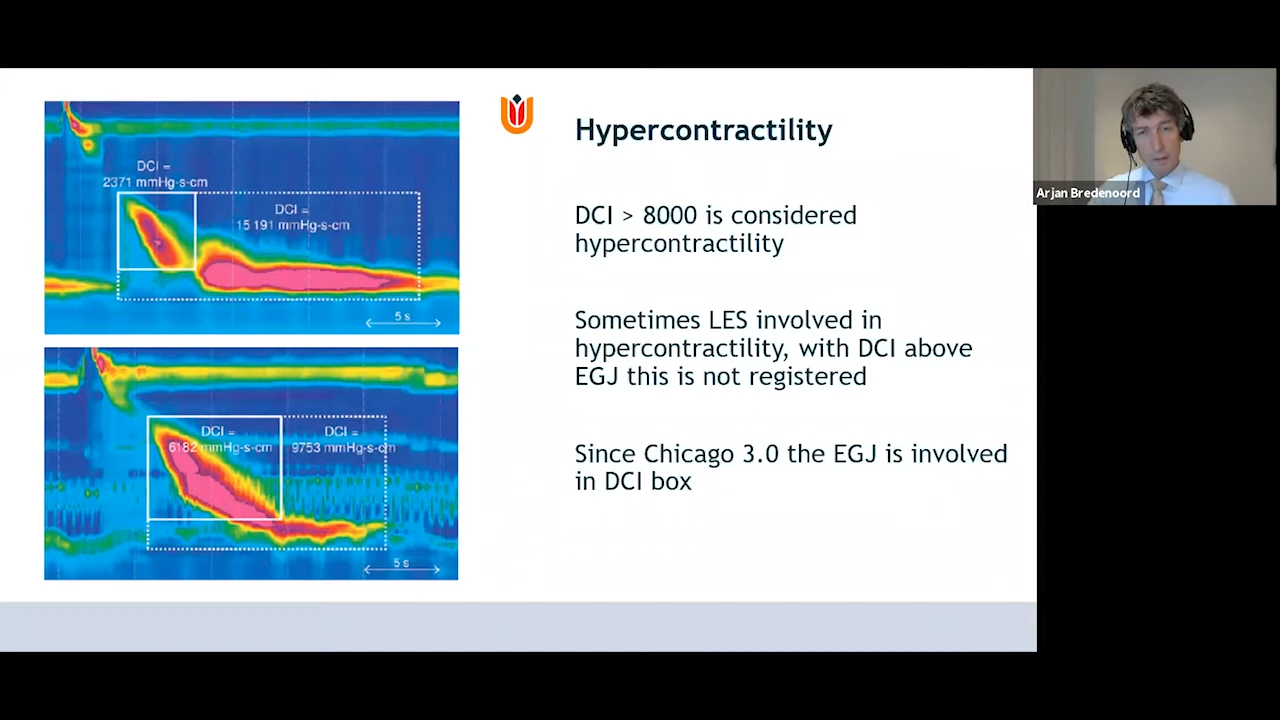 DCI =
2371 mmHg-s-cm
DCI =
15 191 mmHg-s-cm
5 s
DCI =
6182 mmHg-s-cm
DCI =
9753 mmHg-s-cm
5 s
Hypercontractility
DCI > 8000 is considered
hypercontractility
Sometimes LES involved in
hypercontractility, with DCI above
EGJ this is not registered
Since Chicago 3.0 the EGJ is involved
in DCI box
Arjan Bredenoord